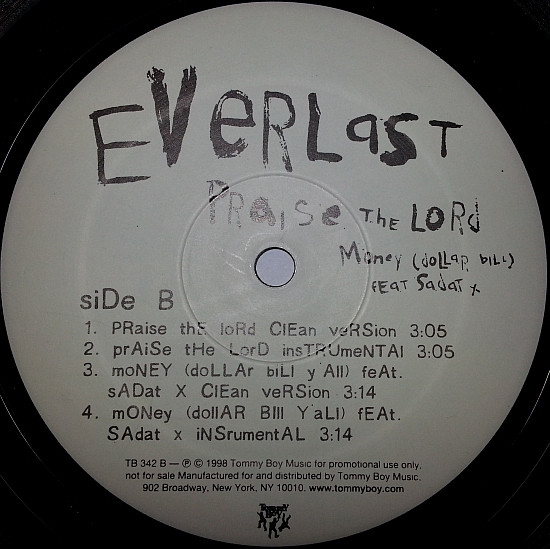 EVerLasT
PRaise The LORd
Money (doLLaR biLL)
fEAT Sadat x
siDe B
1. PRaise thE loRd ClEan veRSion 3:05
2. prAiSe tHe LorD insTRUmeNTAl 3:05
3. moNEY (doLLAr biLl y'All) feAt.
sADat X ClEan veRsion 3:14
4. mONey (dollAR BIll Y'aLl) fEAt.
SAdat x iNSrumentAL 3:14
TB 342 B — ℗ © 1998 Tommy Boy Music for promotional use only,
not for sale Manufactured for and distributed by Tommy Boy Music.
902 Broadway, New York, NY 10010. www.tommyboy.com
Tommy
Boy